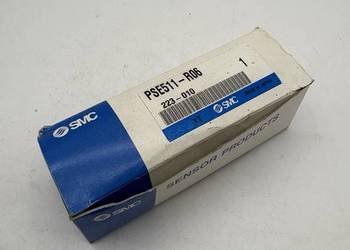 PSE511-R06
223-010
1
SMC
SMC
SENSOR PRODUCTS